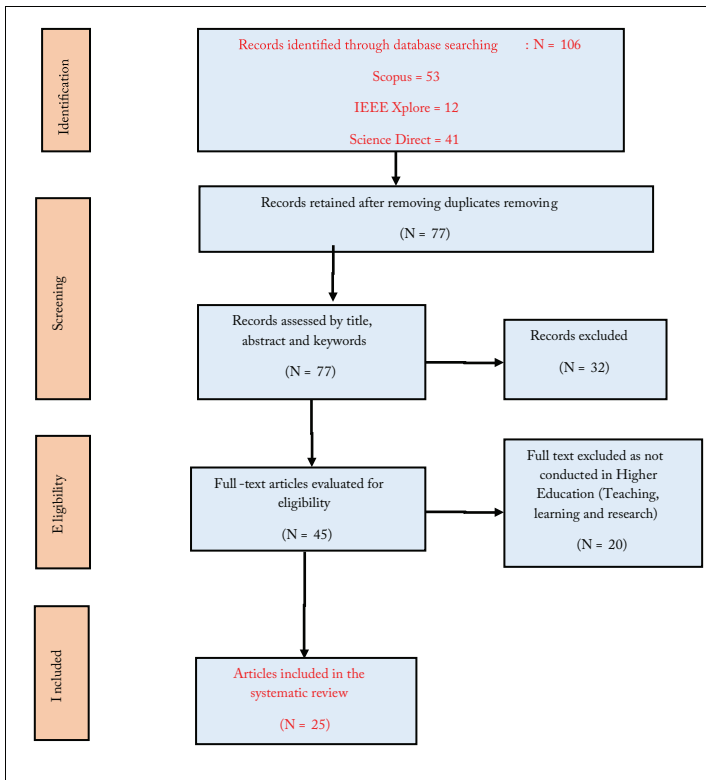 Identification
Records identified through database searching : N = 106
Scopus = 53
IEEE Xplore = 12
Science Direct = 41
Screening
Records retained after removing duplicates removing
(N = 77)
Records assessed by title,
abstract and keywords
(N = 77)
Records excluded
(N = 32)
E ligibility
Full -text articles evaluated for
eligibility
(N = 45)
Full text excluded as not
conducted in Higher
Education (Teaching,
learning and research)
(N = 20)
I ncluded
Articles included in the
systematic review
(N = 25)